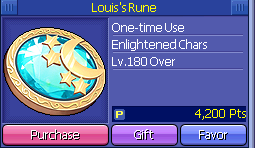 Louis's Rune
One-time Use
Enlightened Chars
Lv.180 Over
P 4,200 Pts
Purchase Gift Favor